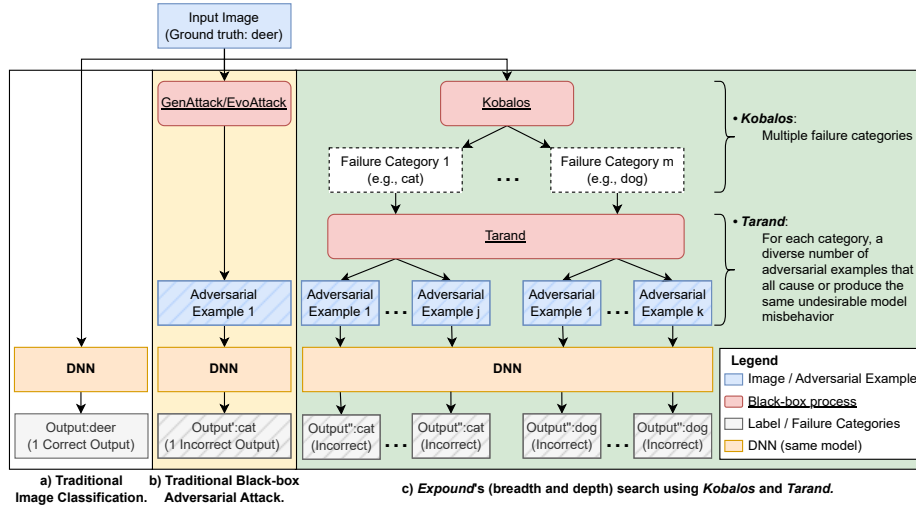 Input Image
(Ground truth: deer)
GenAttack/EvoAttack
Kobalos
• Kobalos:
Multiple failure categories
Failure Category 1
(e.g., cat)
...
Failure Category m
(e.g., dog)
Tarand
• Tarand:
For each category, a
diverse number of
adversarial examples that
all cause or produce the
same undesirable model
misbehavior
Adversarial
Example 1
Adversarial
Example 1
...
Adversarial
Example j
Adversarial
Example 1
...
Adversarial
Example k
DNN
DNN
DNN
Output:deer
(1 Correct Output)
Output':cat
(1 Incorrect Output)
Output":cat
(Incorrect)
...
Output":cat
(Incorrect)
Output":dog
(Incorrect)
...
Output":dog
(Incorrect)
Legend
Image / Adversarial Example
Black-box process
Label / Failure Categories
DNN (same model)
a) Traditional
Image Classification.
b) Traditional Black-box
Adversarial Attack.
c) Expound's (breadth and depth) search using Kobalos and Tarand.